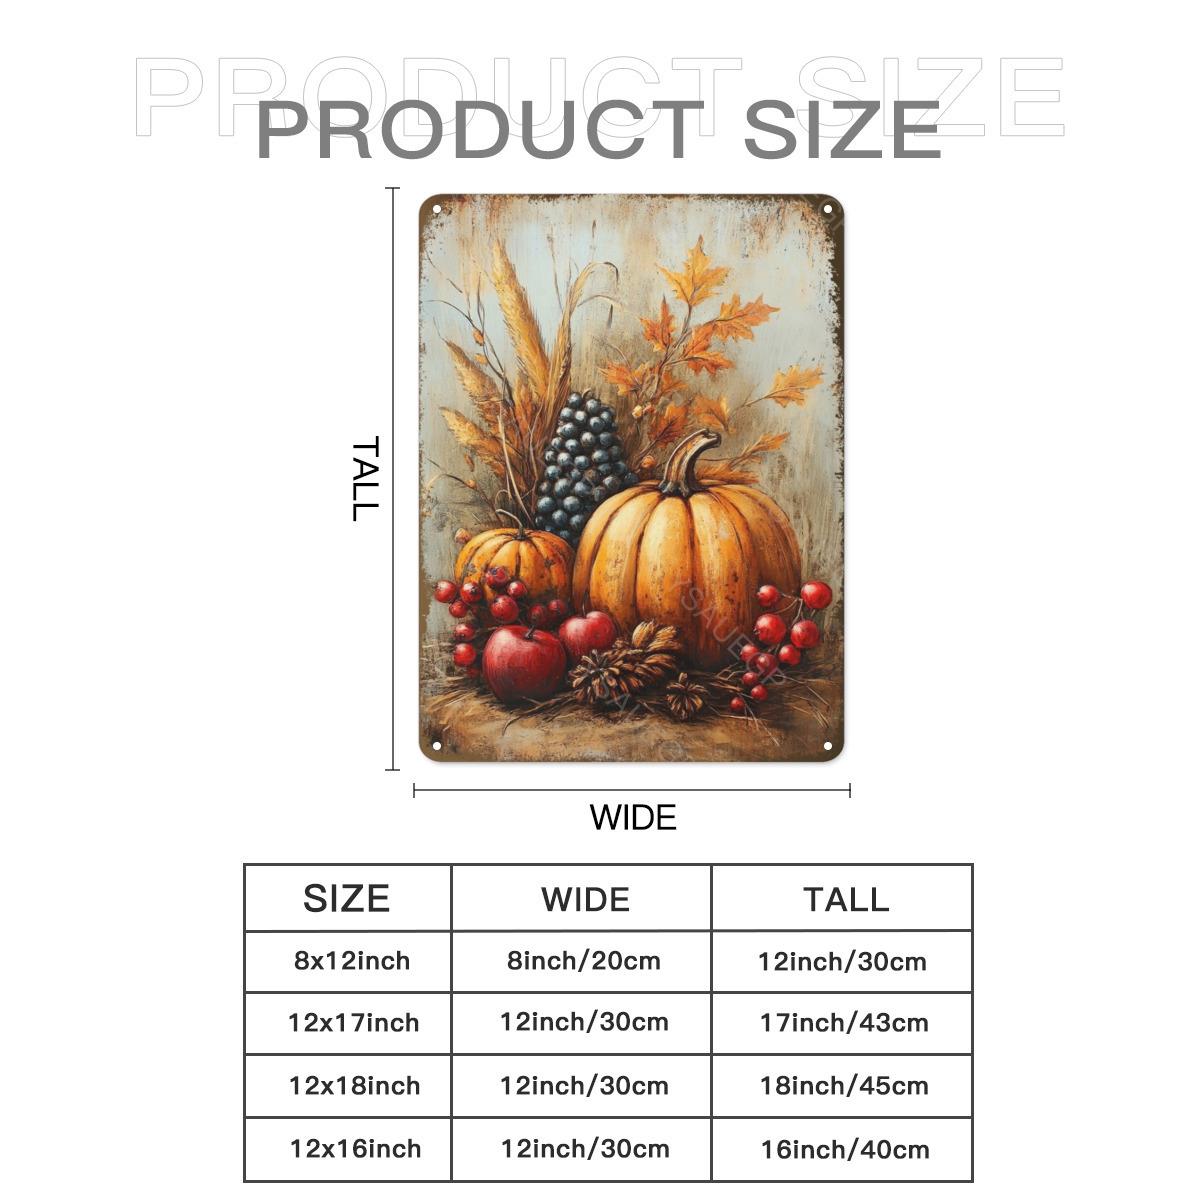 PRODUCT SIZE
PRODUCT SIZE
TALL
YSAUEGP
WIDE
SIZE WIDE TALL
8x12inch 8inch/20cm 12inch/30cm
12x17inch 12inch/30cm 17inch/43cm
12x18inch 12inch/30cm 18inch/45cm
12x16inch 12inch/30cm 16inch/40cm